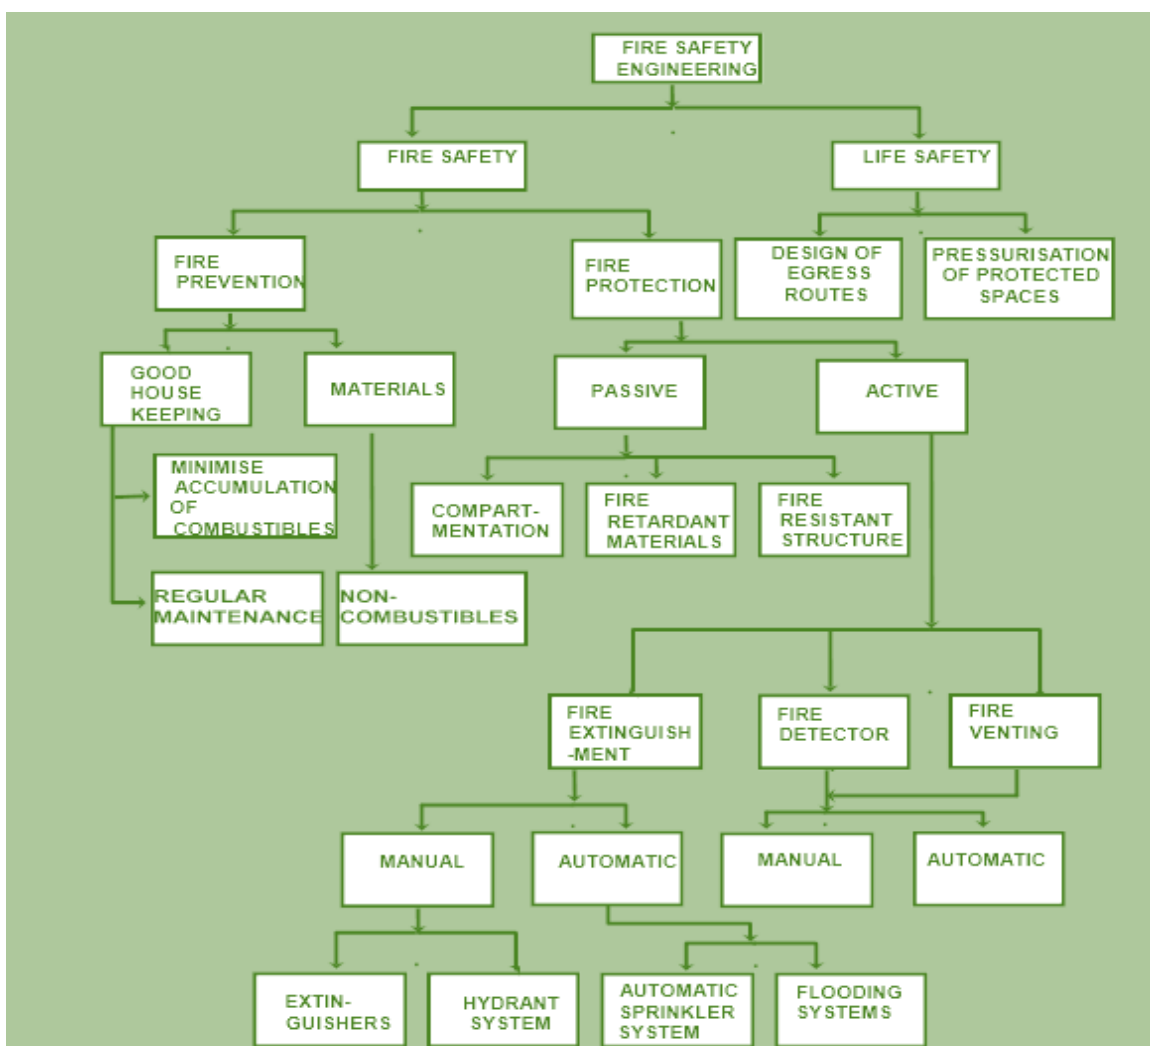 FIRE SAFETY
ENGINEERING
FIRE SAFETY
LIFE SAFETY
FIRE
PREVENTION
FIRE
PROTECTION
DESIGN OF
EGRESS
ROUTES
PRESSURISATION
OF PROTECTED
SPACES
GOOD
HOUSE
KEEPING
MATERIALS
PASSIVE
ACTIVE
MINIMISE
ACCUMULATION
OF
COMBUSTIBLES
COMPART-
MENTATION
FIRE
RETARDANT
MATERIALS
FIRE
RESISTANT
STRUCTURE
REGULAR
MAINTENANCE
NON-
COMBUSTIBLES
FIRE
EXTINGUISH
-MENT
FIRE
DETECTOR
FIRE
VENTING
MANUAL
AUTOMATIC
MANUAL
AUTOMATIC
EXTIN-
GUISHERS
HYDRANT
SYSTEM
AUTOMATIC
SPRINKLER
SYSTEM
FLOODING
SYSTEMS